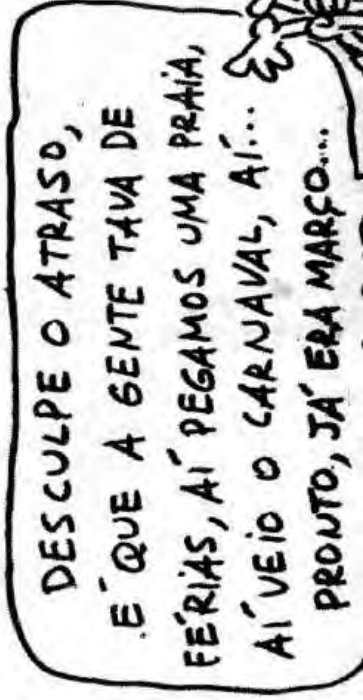 DESCULPE O ATRASO,
É QUE A GENTE TAVA DE
FÉRIAS, AÍ PEGAMOS UMA PRAIA,
AÍ VEIO O CARNAVAL, AÍ...
PRONTO, JÁ ERA MARÇO...